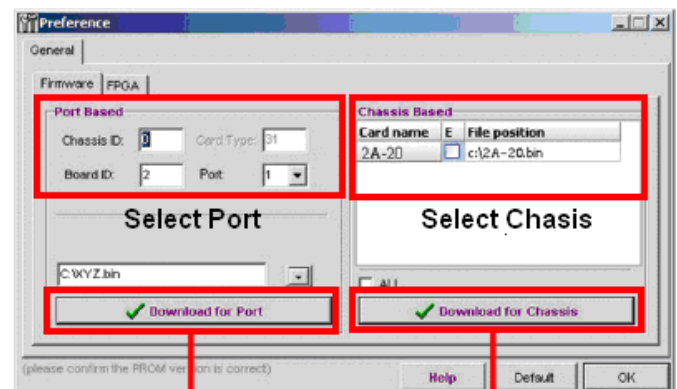 Preference
General
Firmware FPGA
Port Based
Chassis ID: 0 Card Type: 31
Board ID: 2 Port 1
Select Port
C:\XYZ.bin
Download for Port
Chassis Based
Card name E File position
2A-20 c:\2A-20.bin
Select Chasis
ALL
Download for Chassis
(please confirm the PROM version is correct)
Help Default OK